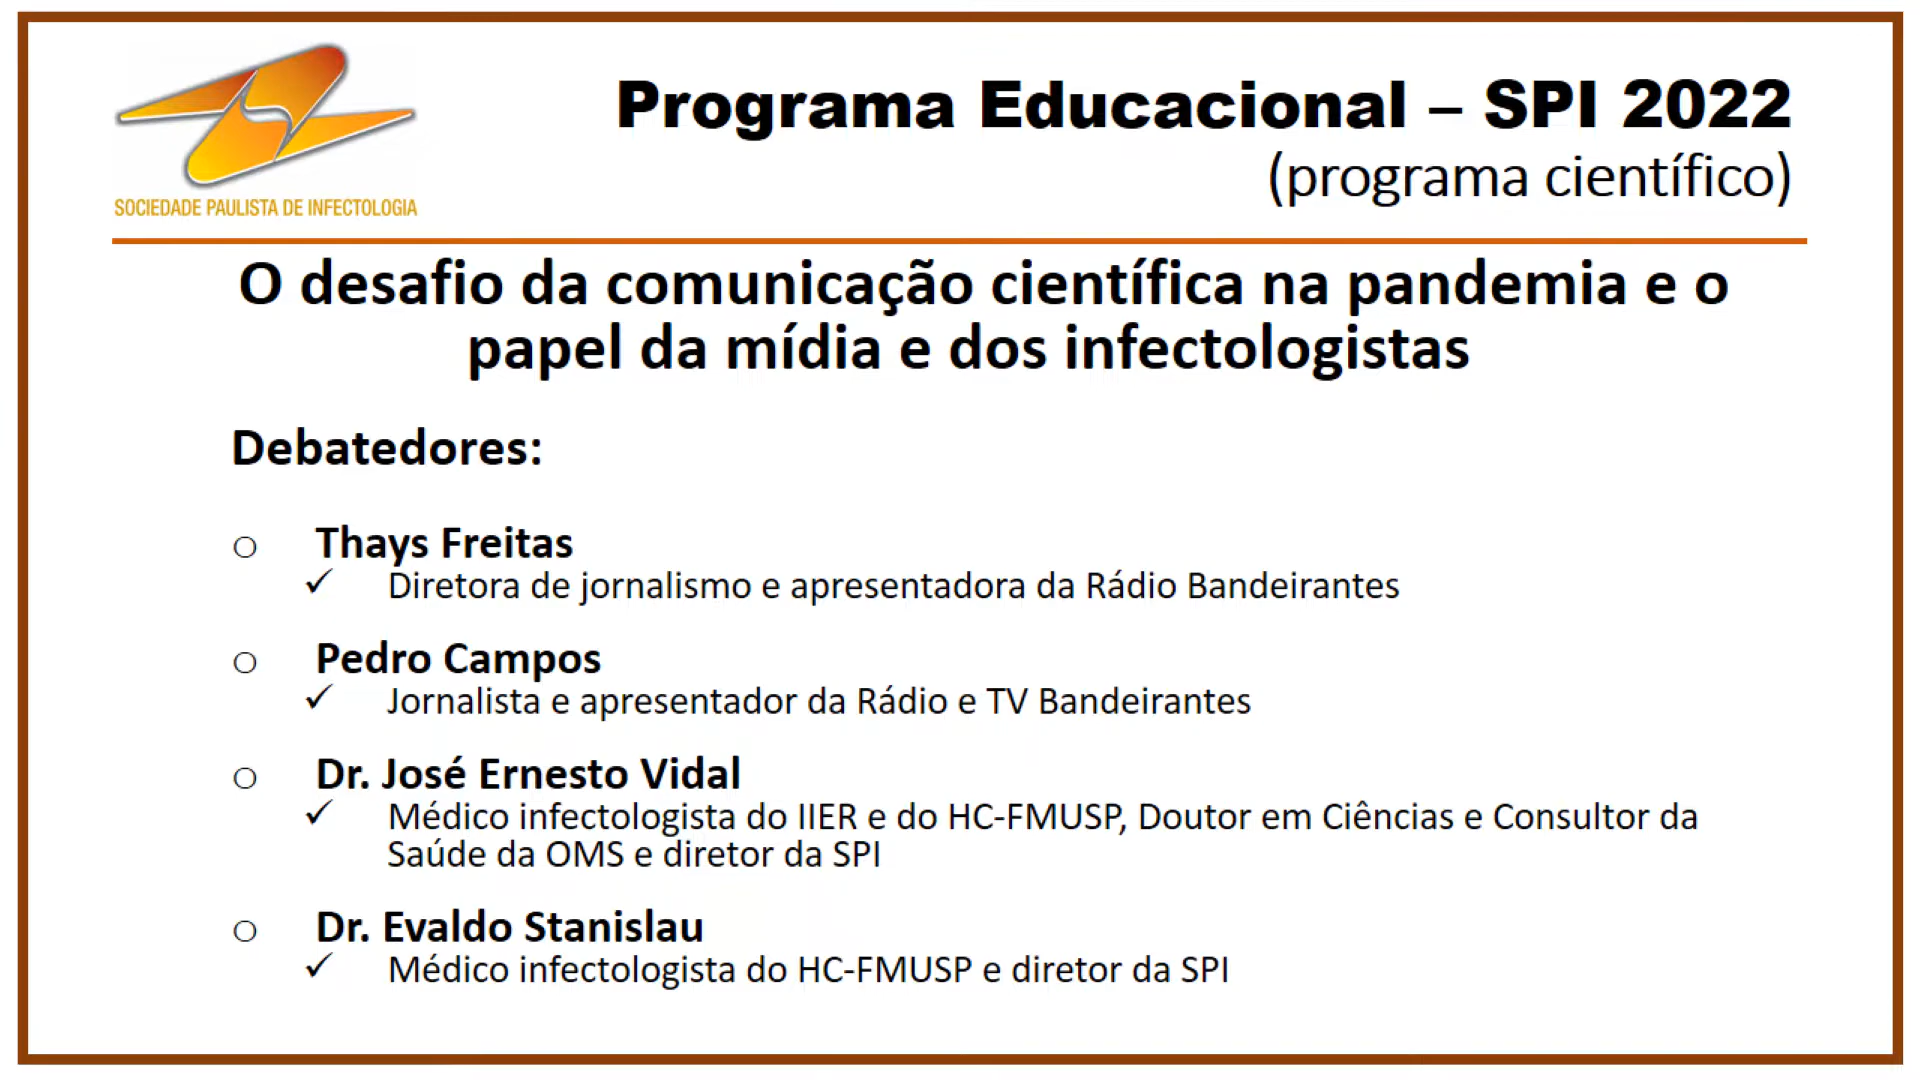 SOCIEDADE PAULISTA DE INFECTOLOGIA
Programa Educacional – SPI 2022
(programa científico)
O desafio da comunicação científica na pandemia e o
papel da mídia e dos infectologistas
Debatedores:
o Thays Freitas
✓ Diretora de jornalismo e apresentadora da Rádio Bandeirantes
o Pedro Campos
✓ Jornalista e apresentador da Rádio e TV Bandeirantes
o Dr. José Ernesto Vidal
✓ Médico infectologista do IIER e do HC-FMUSP, Doutor em Ciências e Consultor da
Saúde da OMS e diretor da SPI
o Dr. Evaldo Stanislau
✓ Médico infectologista do HC-FMUSP e diretor da SPI